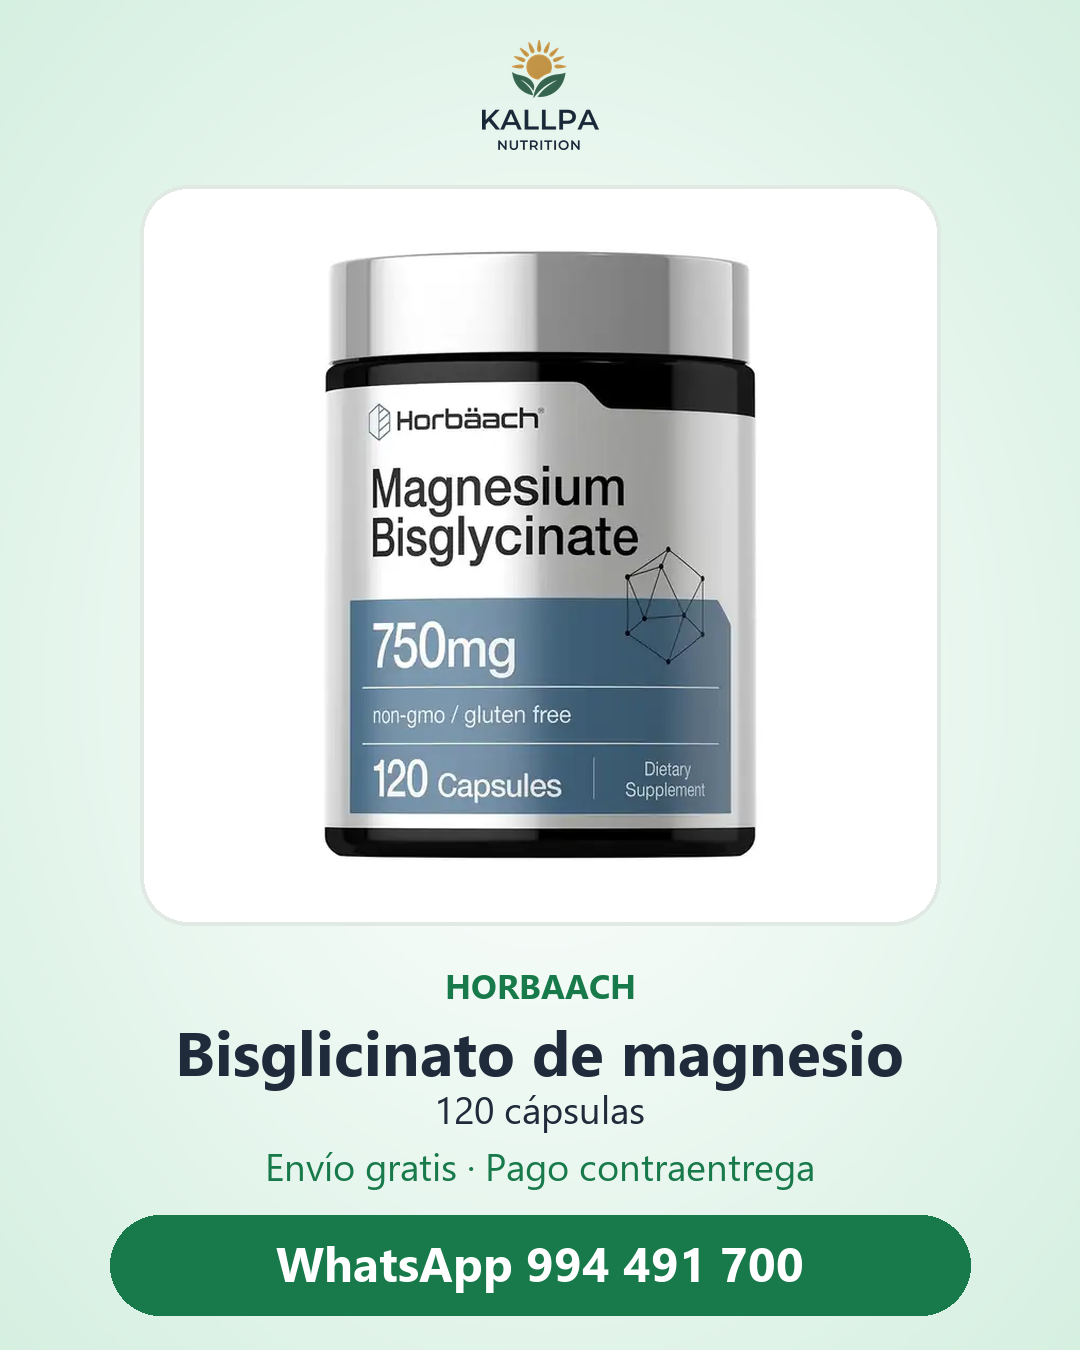 KALLPA
NUTRITION
Horbäach®
Magnesium
Bisglycinate
750mg
non-gmo / gluten free
120 Capsules
Dietary
Supplement
HORBAACH
Bisglicinato de magnesio
120 cápsulas
Envío gratis · Pago contraentrega
WhatsApp 994 491 700